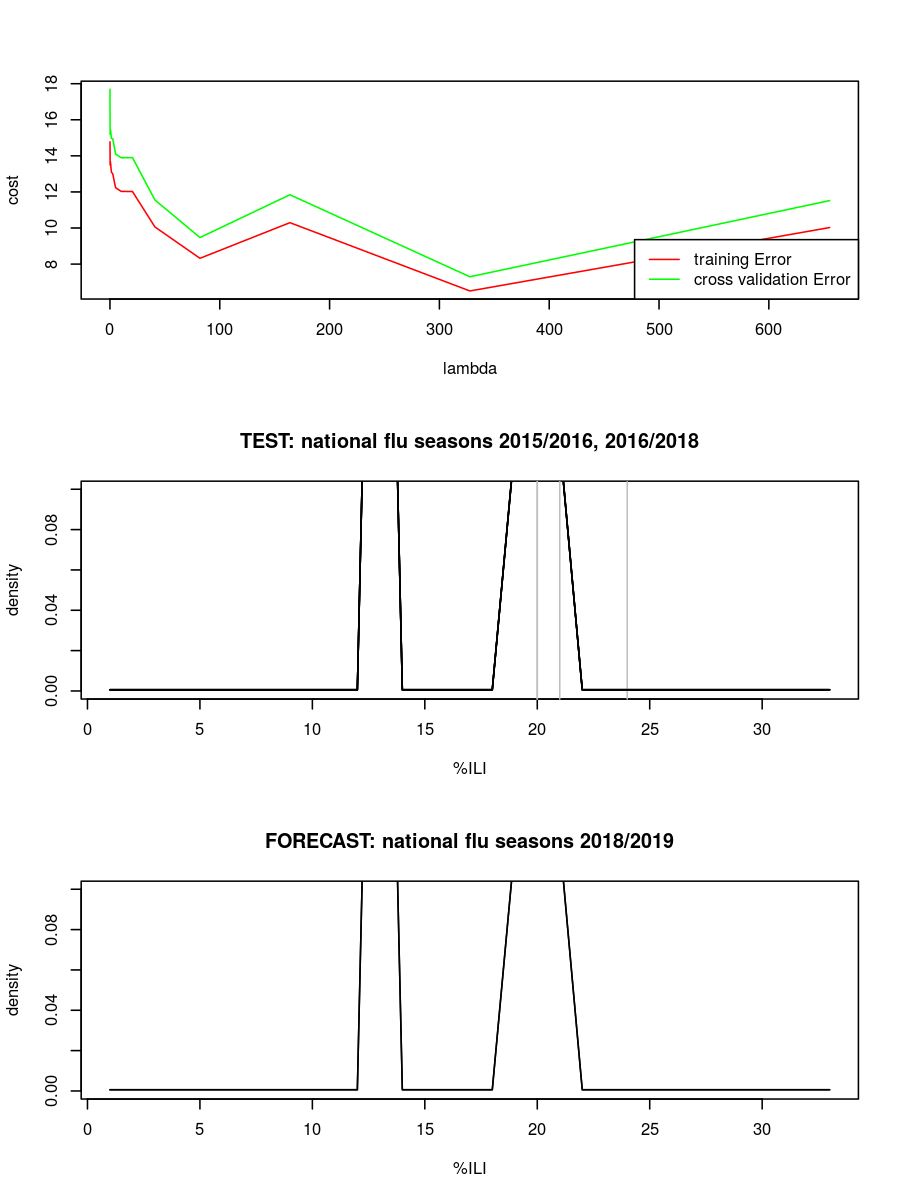 18
16
14
12
10
8
cost
training Error
cross validation Error
0 100 200 300 400 500 600
lambda
TEST: national flu seasons 2015/2016, 2016/2018
0.08
0.04
0.00
density
0 5 10 15 20 25 30
%ILI
FORECAST: national flu seasons 2018/2019
0.08
0.04
0.00
density
0 5 10 15 20 25 30
%ILI